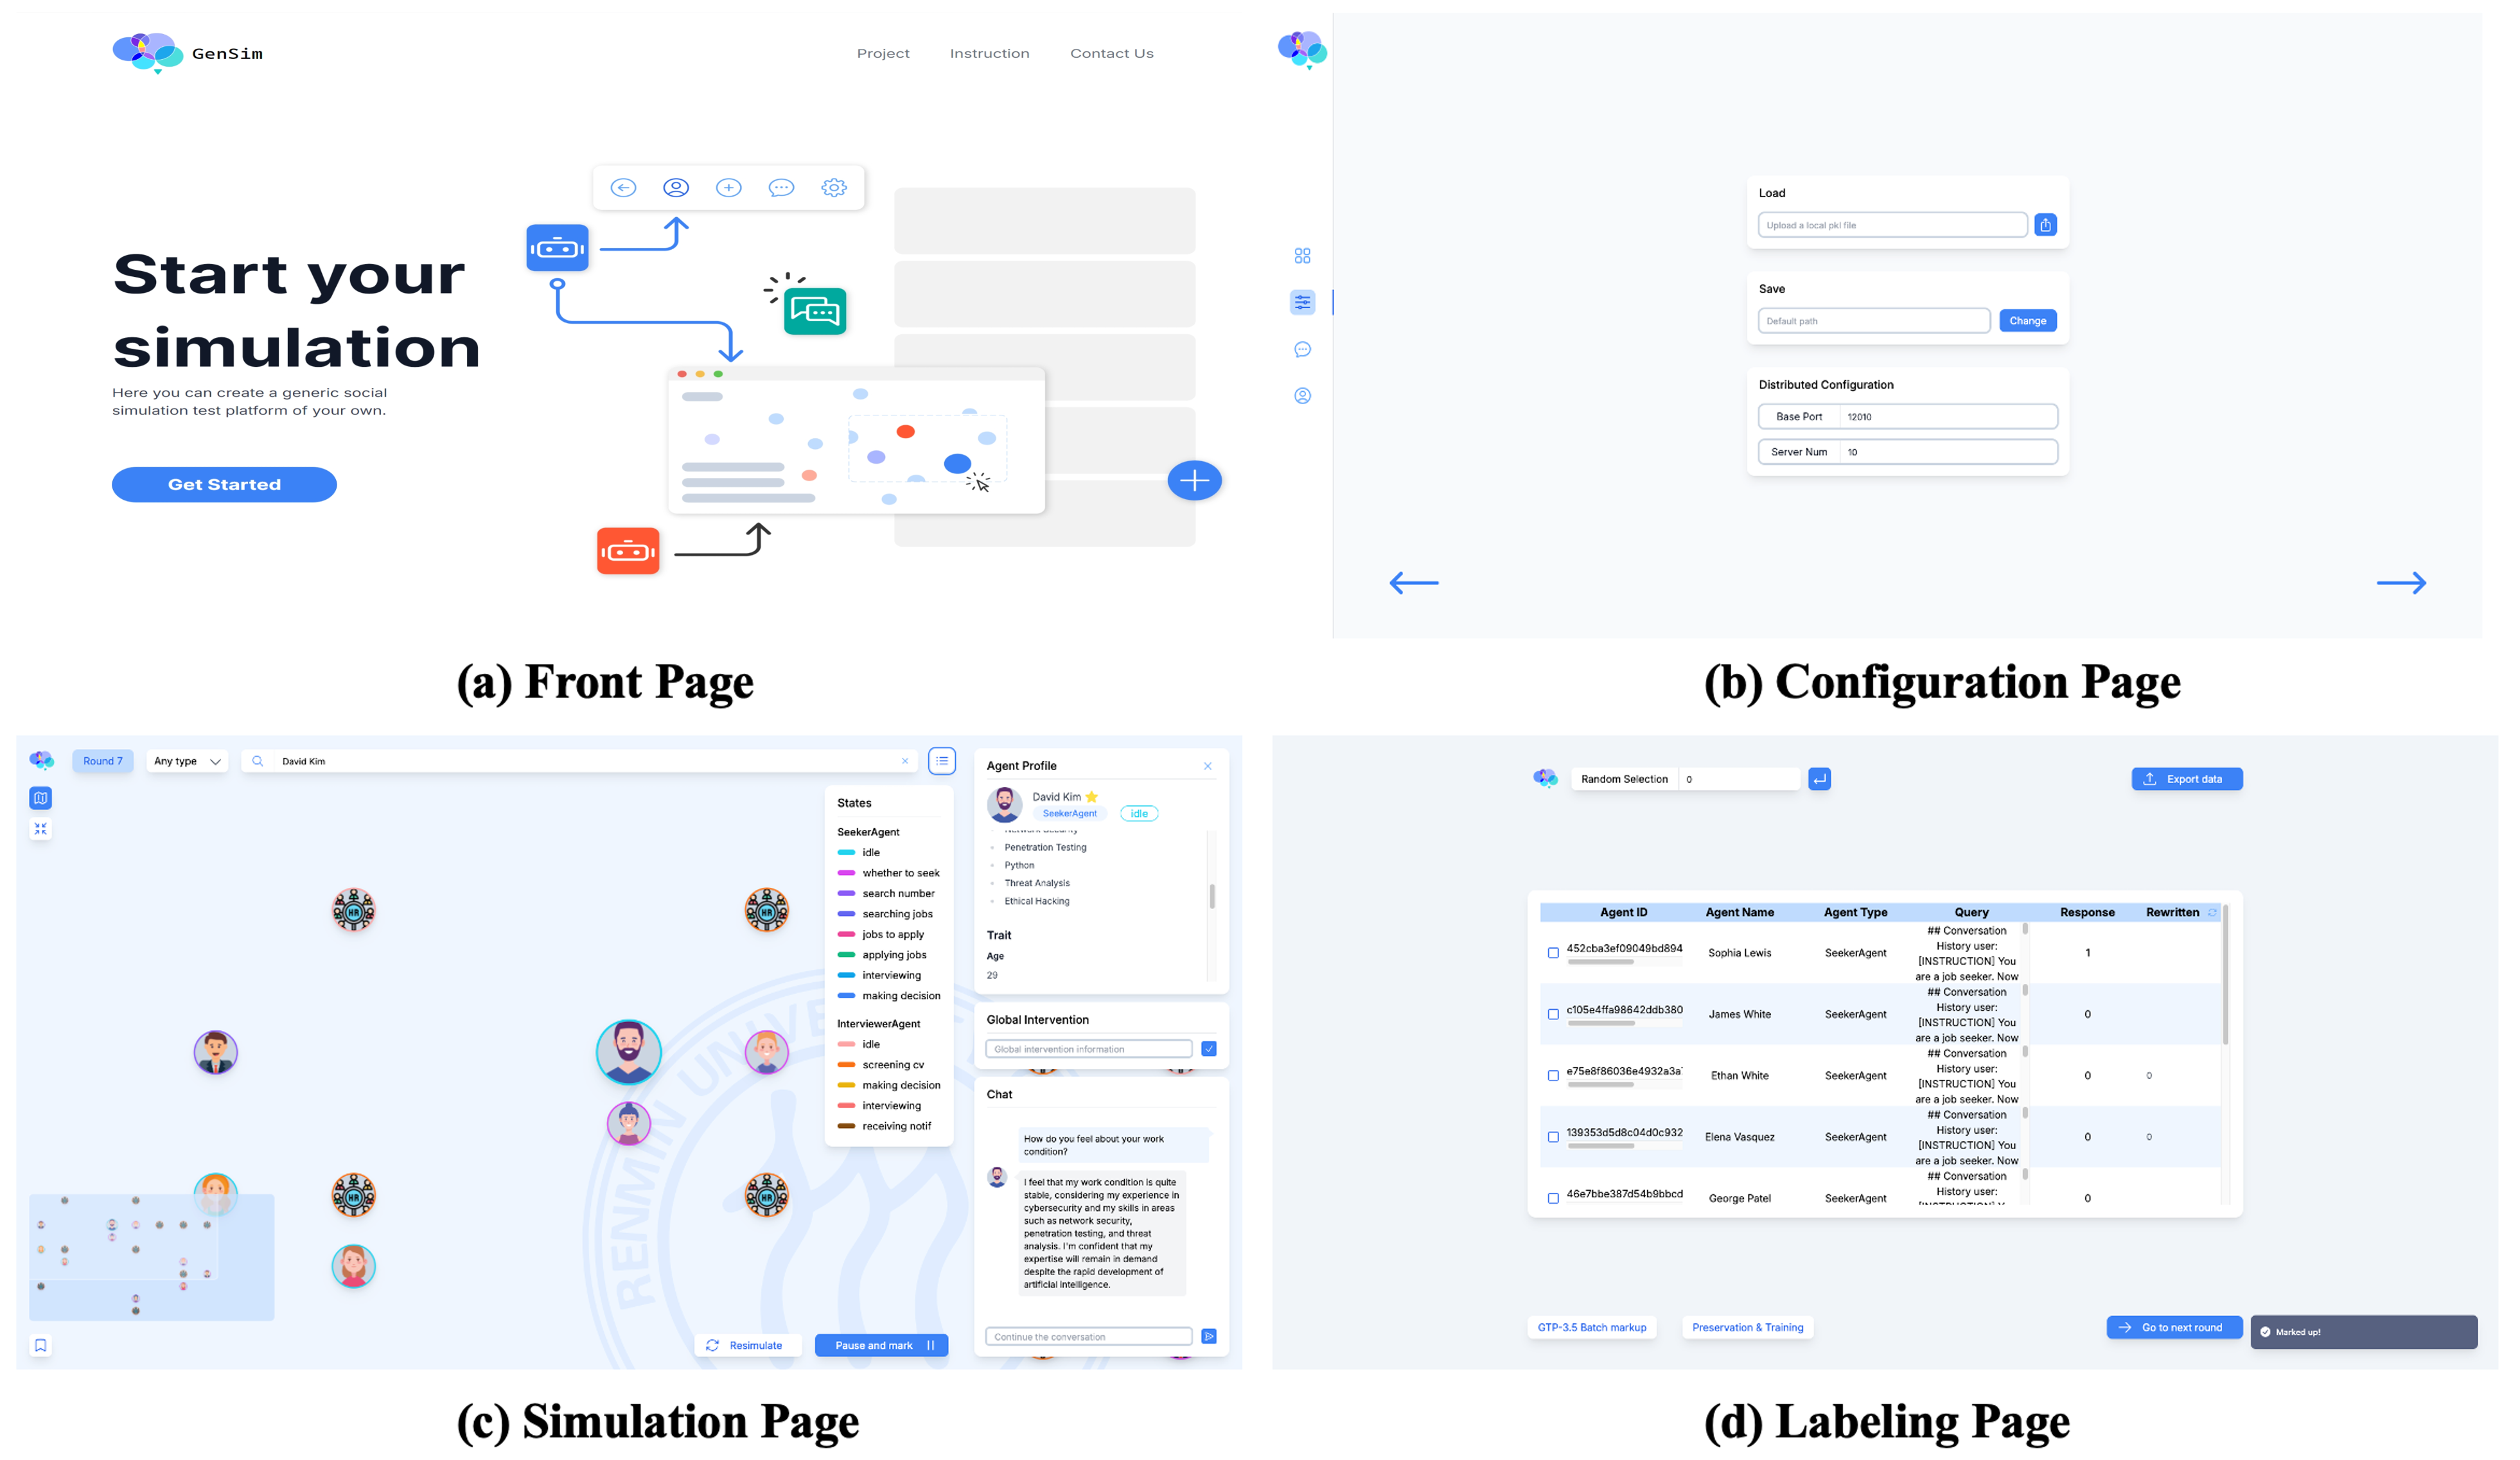 GenSim
Project Instruction Contact Us
Start your
simulation
Here you can create a generic social
simulation test platform of your own.
Get Started
(a) Front Page
Load
Upload a local pkl file
Save
Default path
Change
Distributed Configuration
Base Port 12010
Server Num 10
(b) Configuration Page
Round 7 Any type David Kim
States
SeekerAgent
idle
whether to seek
search number
searching jobs
jobs to apply
applying jobs
interviewing
making decision
InterviewerAgent
idle
screening cv
making decision
interviewing
receiving notif
HR
HR
HR
HR
RENMIN UNIVE
Resimulate
Pause and mark
Agent Profile
David Kim
SeekerAgent idle
Network Security
Penetration Testing
Python
Threat Analysis
Ethical Hacking
Trait
Age
29
Global Intervention
Global intervention information
Chat
How do you feel about your work
condition?
I feel that my work condition is quite
stable, considering my experience in
cybersecurity and my skills in areas
such as network security,
penetration testing, and threat
analysis. I'm confident that my
expertise will remain in demand
despite the rapid development of
artificial intelligence.
Continue the conversation
(c) Simulation Page
Random Selection 0
Export data
Agent ID Agent Name Agent Type Query Response Rewritten
452cba3ef09049bd894 Sophia Lewis SeekerAgent ## Conversation
History user:
[INSTRUCTION] You
are a job seeker. Now 1
c105e4ffa98642ddb380 James White SeekerAgent ## Conversation
History user:
[INSTRUCTION] You
are a job seeker. Now 0
e75e8f86036e4932a3a Ethan White SeekerAgent ## Conversation
History user:
[INSTRUCTION] You
are a job seeker. Now 0 0
139353d5d8c04d0c932 Elena Vasquez SeekerAgent ## Conversation
History user:
[INSTRUCTION] You
are a job seeker. Now 0 0
46e7bbe387d54b9bbcd George Patel SeekerAgent ## Conversation
History user: 0
GTP-3.5 Batch markup
Preservation & Training
Go to next round
Marked up!
(d) Labeling Page